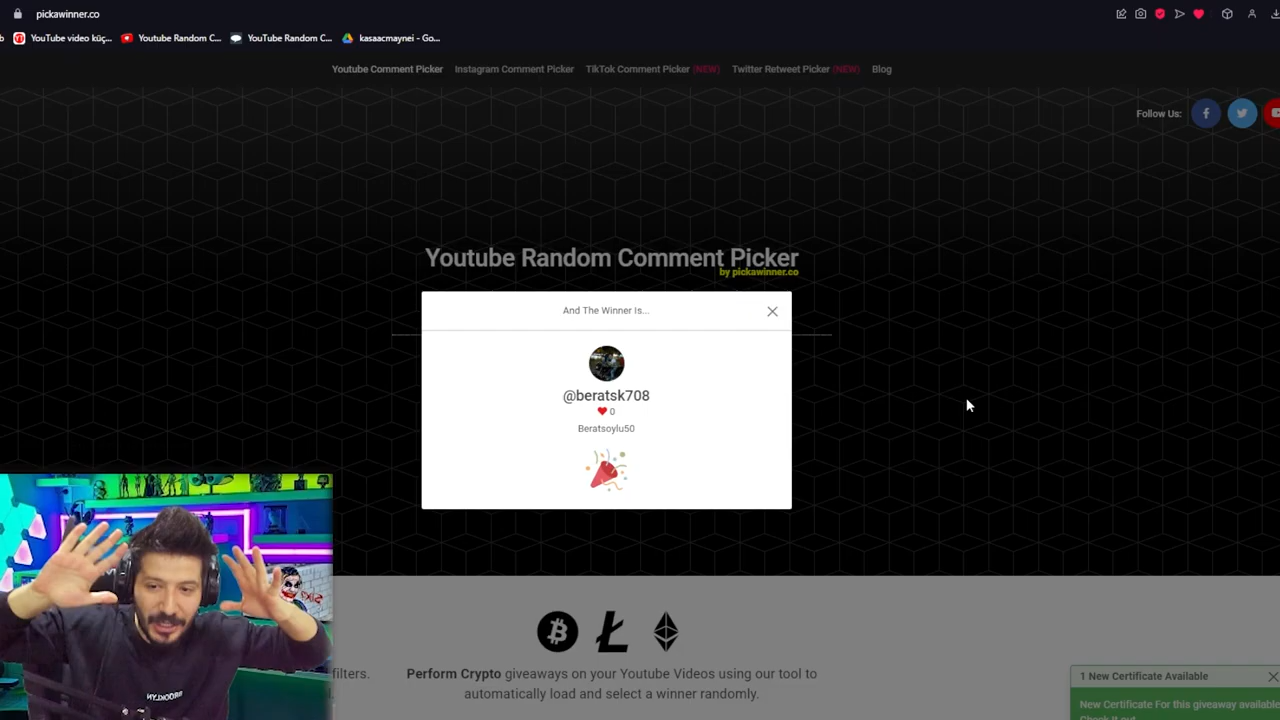 pickawinner.co
YouTube video küç...
YouTube Random C...
YouTube Random C...
kasaacmaynei - Go...
Youtube Comment Picker
Instagram Comment Picker
TikTok Comment Picker (NEW)
Twitter Retweet Picker (NEW)
Blog
Follow Us:
Youtube Random Comment Picker
by pickawinner.co
And The Winner Is...
@beratsk708
0
Beratsoylu50
filters.
Perform Crypto giveaways on your Youtube Videos using our tool to
automatically load and select a winner randomly.
1 New Certificate Available
New Certificate For this giveaway available
Check It out